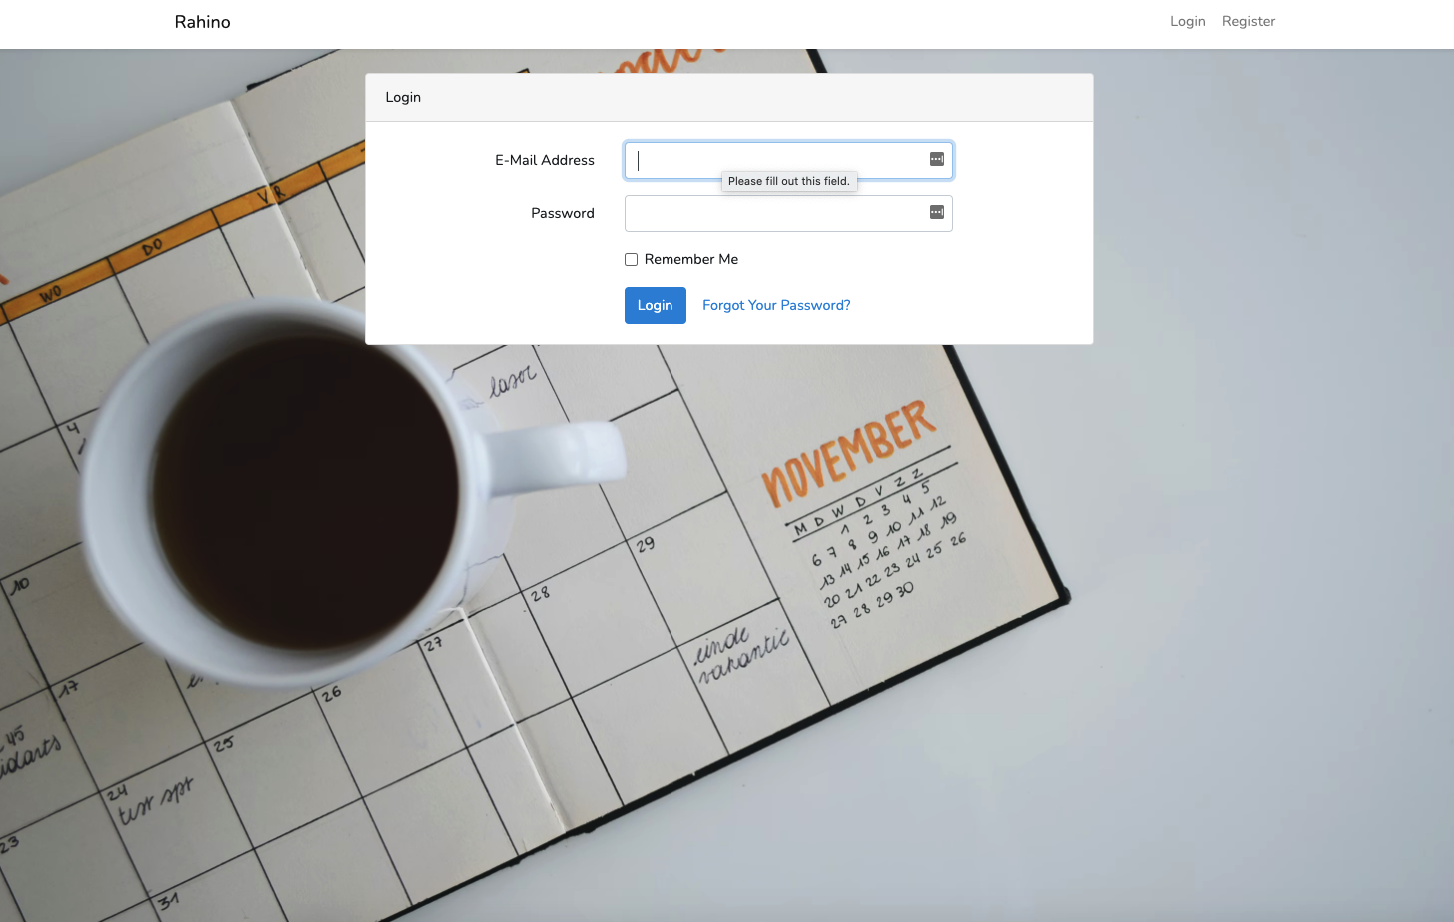 Rahino
Login Register
Login
E-Mail Address
Please fill out this field.
Password
Remember Me
Login Forgot Your Password?
WO
DO
VR
laser
4
NOVEMBER
M D W D V Z Z
1 2 3 4 5
6 7 8 9 10 11 12
13 14 15 16 17 18 19
20 21 22 23 24 25 26
27 28 29 30
10
29
28
27
einde
vakantie
17
26
45
25
24
test spt
23
31